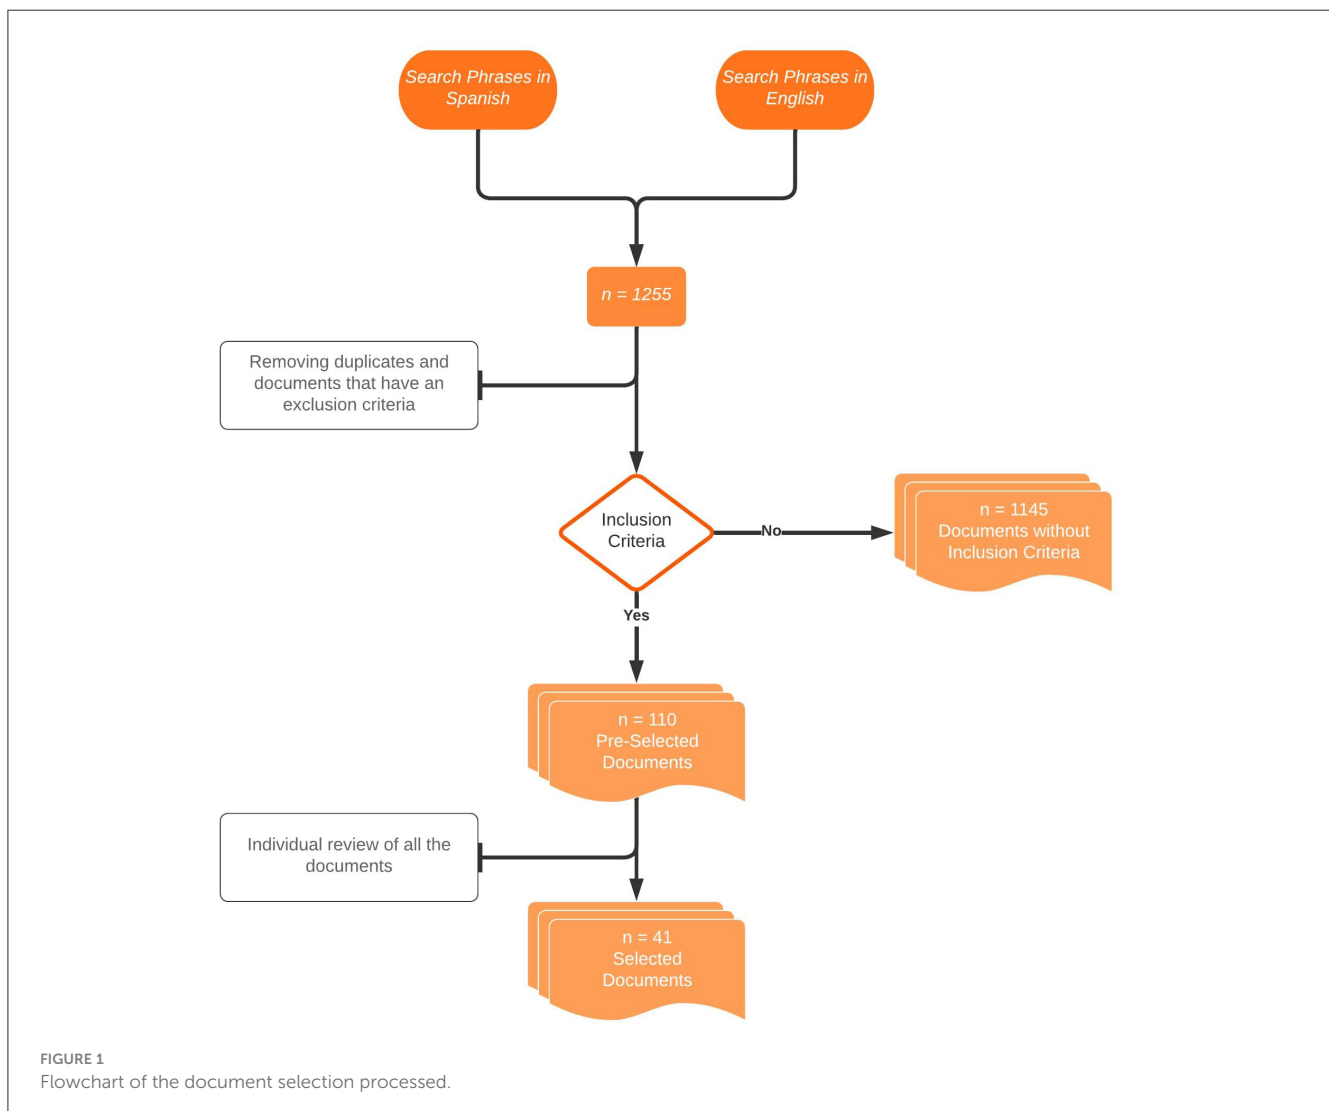 Search Phrases in
Spanish
Search Phrases in
English
n = 1255
Removing duplicates and
documents that have an
exclusion criteria
Inclusion
Criteria
No
n = 1145
Documents without
Inclusion Criteria
Yes
n = 110
Pre-Selected
Documents
Individual review of all the
documents
n = 41
Selected
Documents
FIGURE 1
Flowchart of the document selection processed.